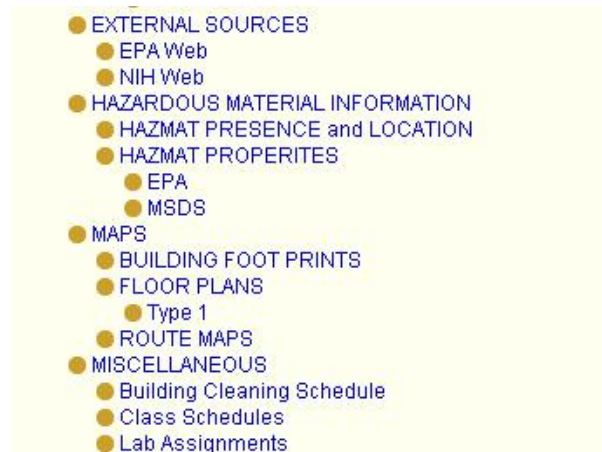 EXTERNAL SOURCES
EPA Web
NIH Web
HAZARDOUS MATERIAL INFORMATION
HAZMAT PRESENCE and LOCATION
HAZMAT PROPERITES
EPA
MSDS
MAPS
BUILDING FOOT PRINTS
FLOOR PLANS
Type 1
ROUTE MAPS
MISCELLANEOUS
Building Cleaning Schedule
Class Schedules
Lab Assignments